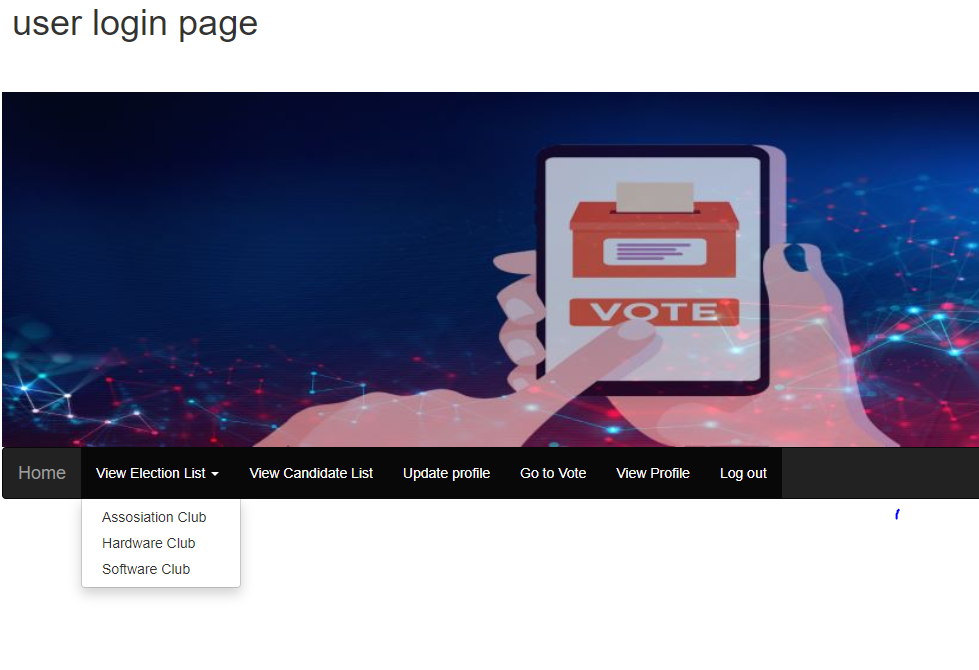 user login page
VOTE
Home View Election List View Candidate List Update profile Go to Vote View Profile Log out
Assosiation Club
Hardware Club
Software Club